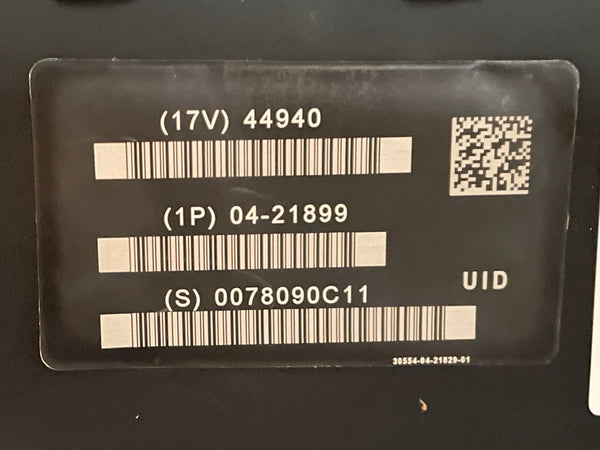 (17V) 44940
(1P) 04-21899
(S) 0078090C11
UID
30554-04-21829-01